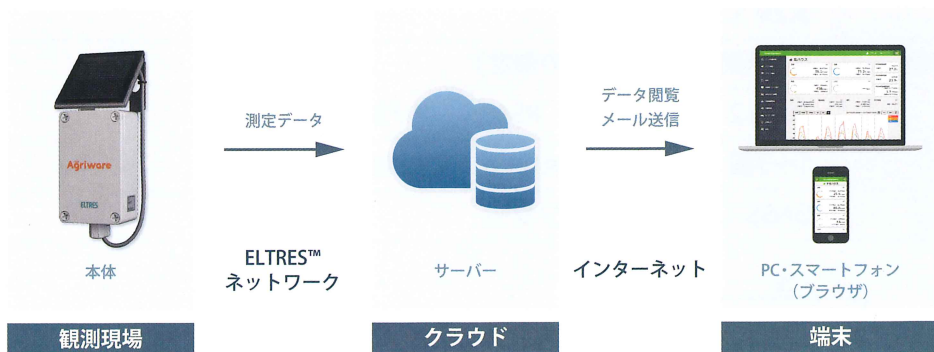 Agriware
ELTRES
本体
観測現場
測定データ
ELTRES™
ネットワーク
サーバー
クラウド
データ閲覧
メール送信
インターネット
PC・スマートフォン
（ブラウザ）
端末